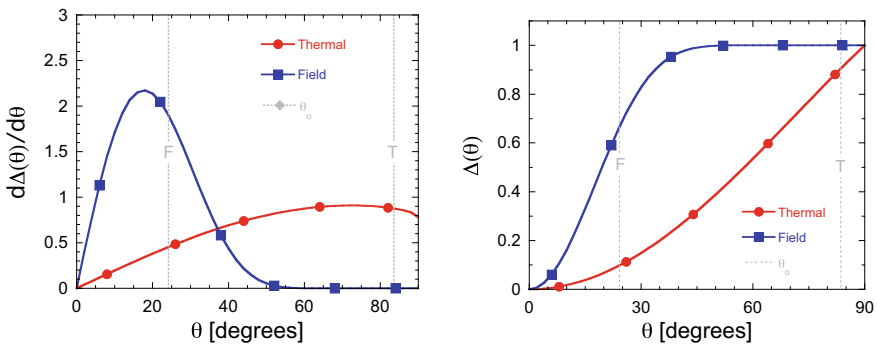 3
2.5
2
1.5
1
0.5
0
dΔ(θ)/dθ
Thermal
Field
θo
F
T
0 20 40 60 80
θ [degrees]
1
0.8
0.6
0.4
0.2
0
Δ(θ)
F
T
Thermal
Field
θo
0 30 60 90
θ [degrees]